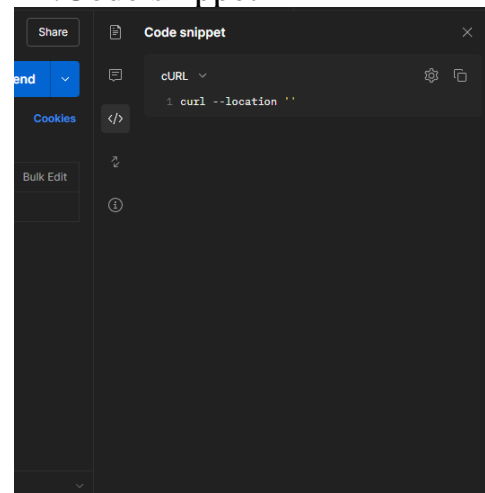 Share
Code snippet
end
cURL
Cookies
1 curl --location ''
Bulk Edit